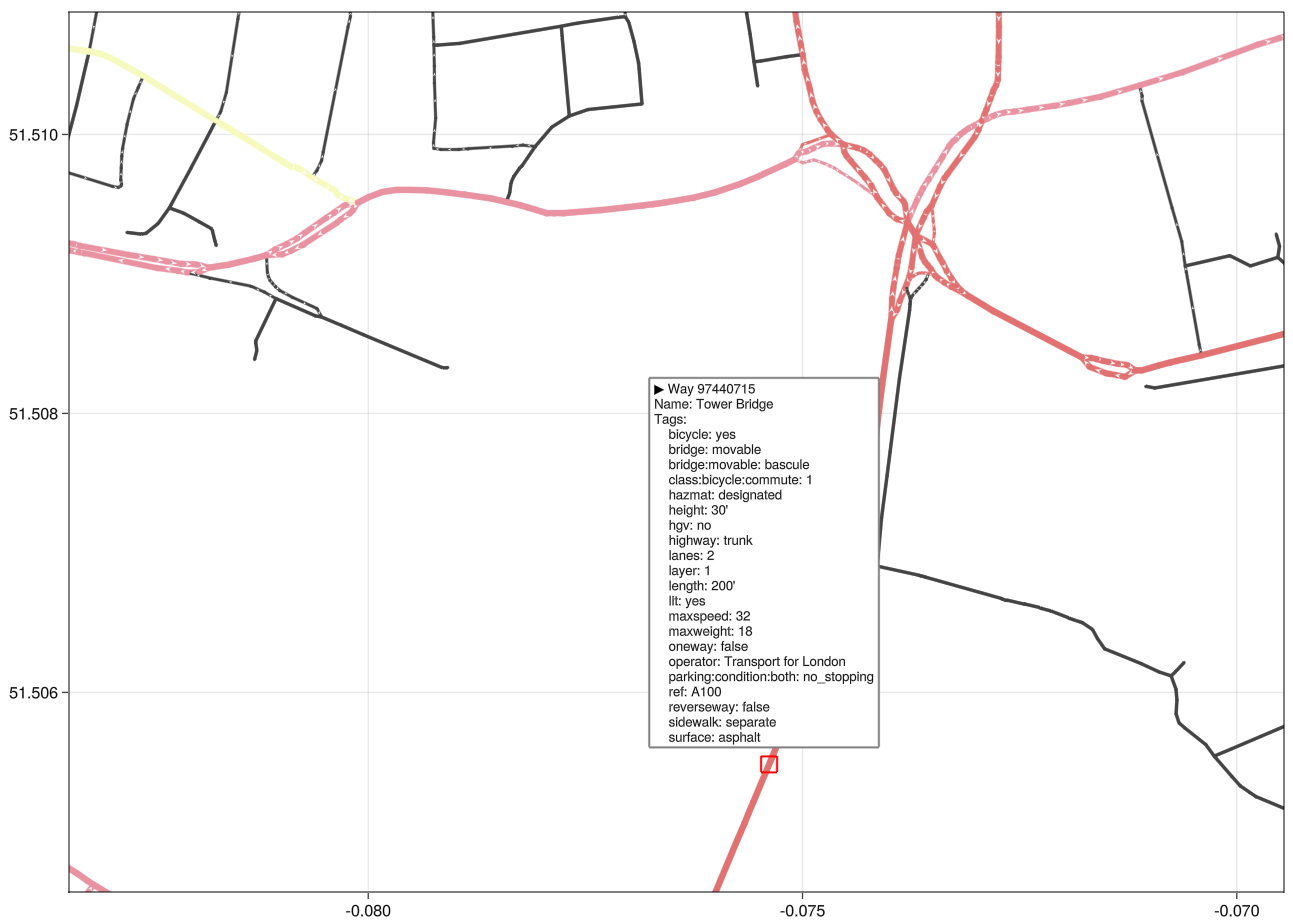 51.510
51.508
▶ Way 97440715
Name: Tower Bridge
Tags:
bicycle: yes
bridge: movable
bridge:movable: bascule
class:bicycle:commute: 1
hazmat: designated
height: 30'
hgv: no
highway: trunk
lanes: 2
layer: 1
length: 200'
lit: yes
maxspeed: 32
maxweight: 18
oneway: false
operator: Transport for London
parking:condition:both: no_stopping
ref: A100
reverseway: false
sidewalk: separate
surface: asphalt
51.506
-0.080
-0.075
-0.070